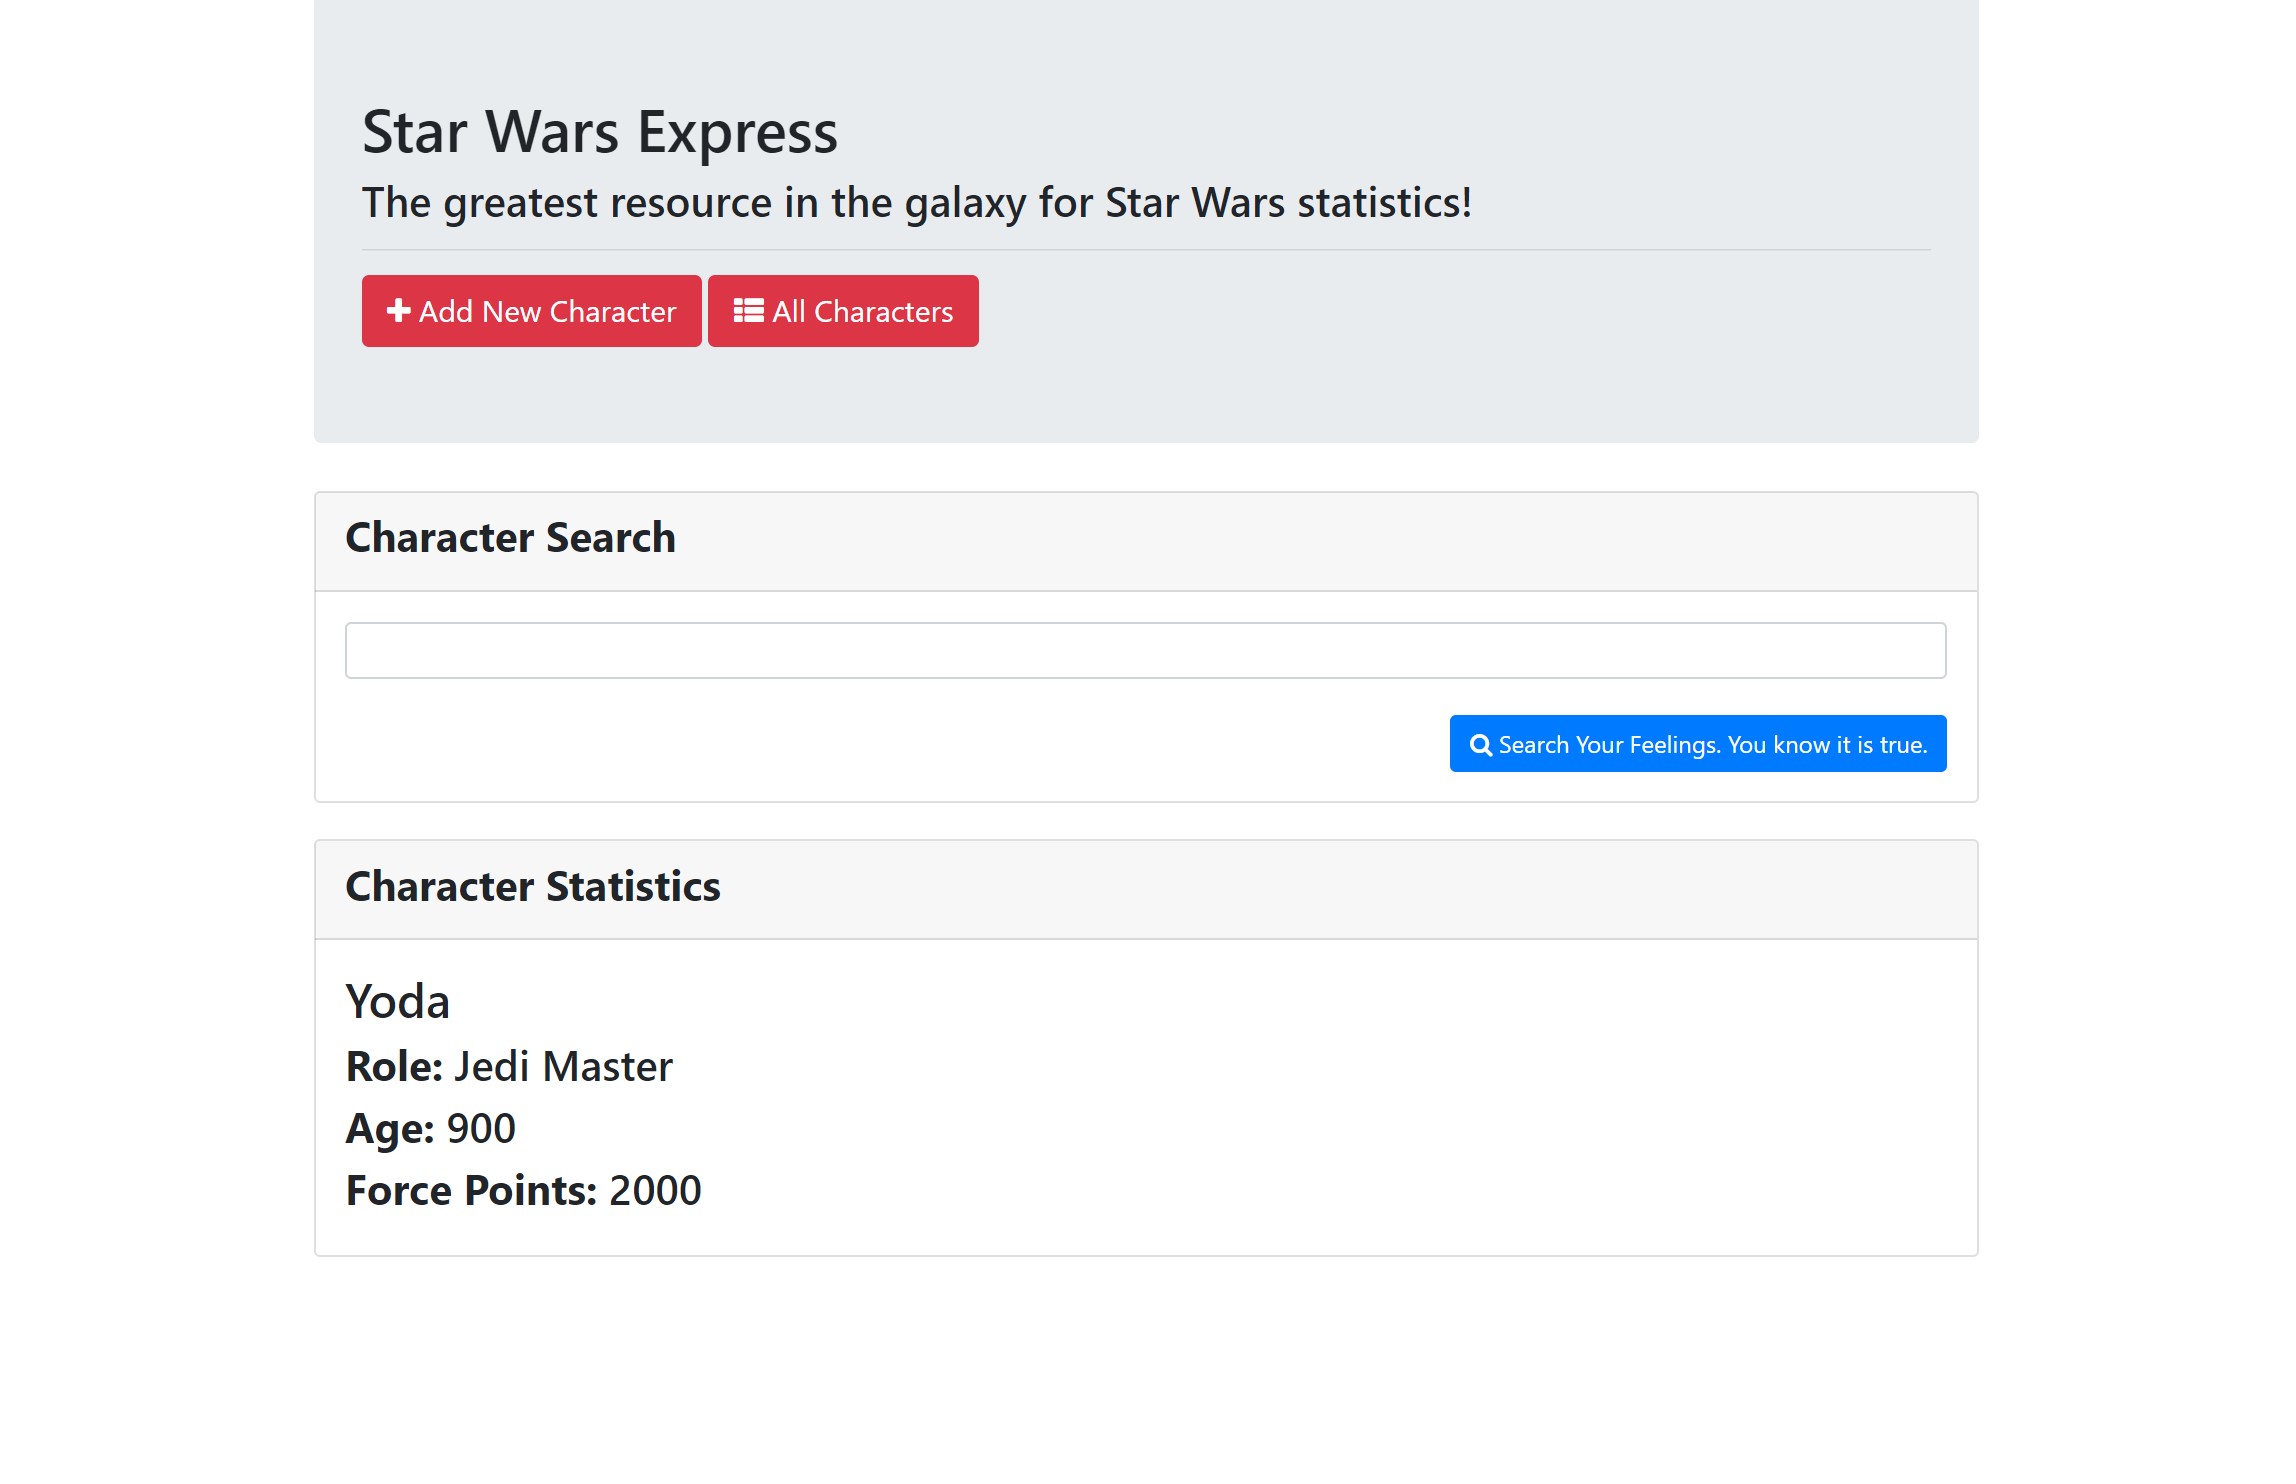 Star Wars Express
The greatest resource in the galaxy for Star Wars statistics!
Add New Character
All Characters
Character Search
Search Your Feelings. You know it is true.
Character Statistics
Yoda
Role: Jedi Master
Age: 900
Force Points: 2000